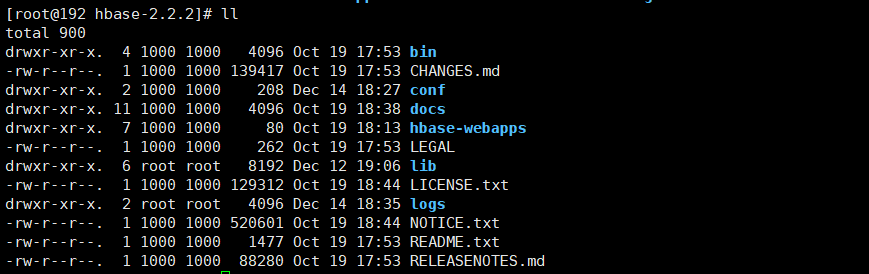 [root@192 hbase-2.2.2]# ll
total 900
drwxr-xr-x.  4 1000 1000   4096 Oct 19 17:53 bin
-rw-r--r--.  1 1000 1000 139417 Oct 19 17:53 CHANGES.md
drwxr-xr-x.  2 1000 1000    208 Dec 14 18:27 conf
drwxr-xr-x. 11 1000 1000   4096 Oct 19 18:38 docs
drwxr-xr-x.  7 1000 1000     80 Oct 19 18:13 hbase-webapps
-rw-r--r--.  1 1000 1000    262 Oct 19 17:53 LEGAL
drwxr-xr-x.  6 root root   8192 Dec 12 19:06 lib
-rw-r--r--.  1 1000 1000 129312 Oct 19 18:44 LICENSE.txt
drwxr-xr-x.  2 root root   4096 Dec 14 18:35 logs
-rw-r--r--.  1 1000 1000 520601 Oct 19 18:44 NOTICE.txt
-rw-r--r--.  1 1000 1000   1477 Oct 19 17:53 README.txt
-rw-r--r--.  1 1000 1000  88280 Oct 19 17:53 RELEASENOTES.md